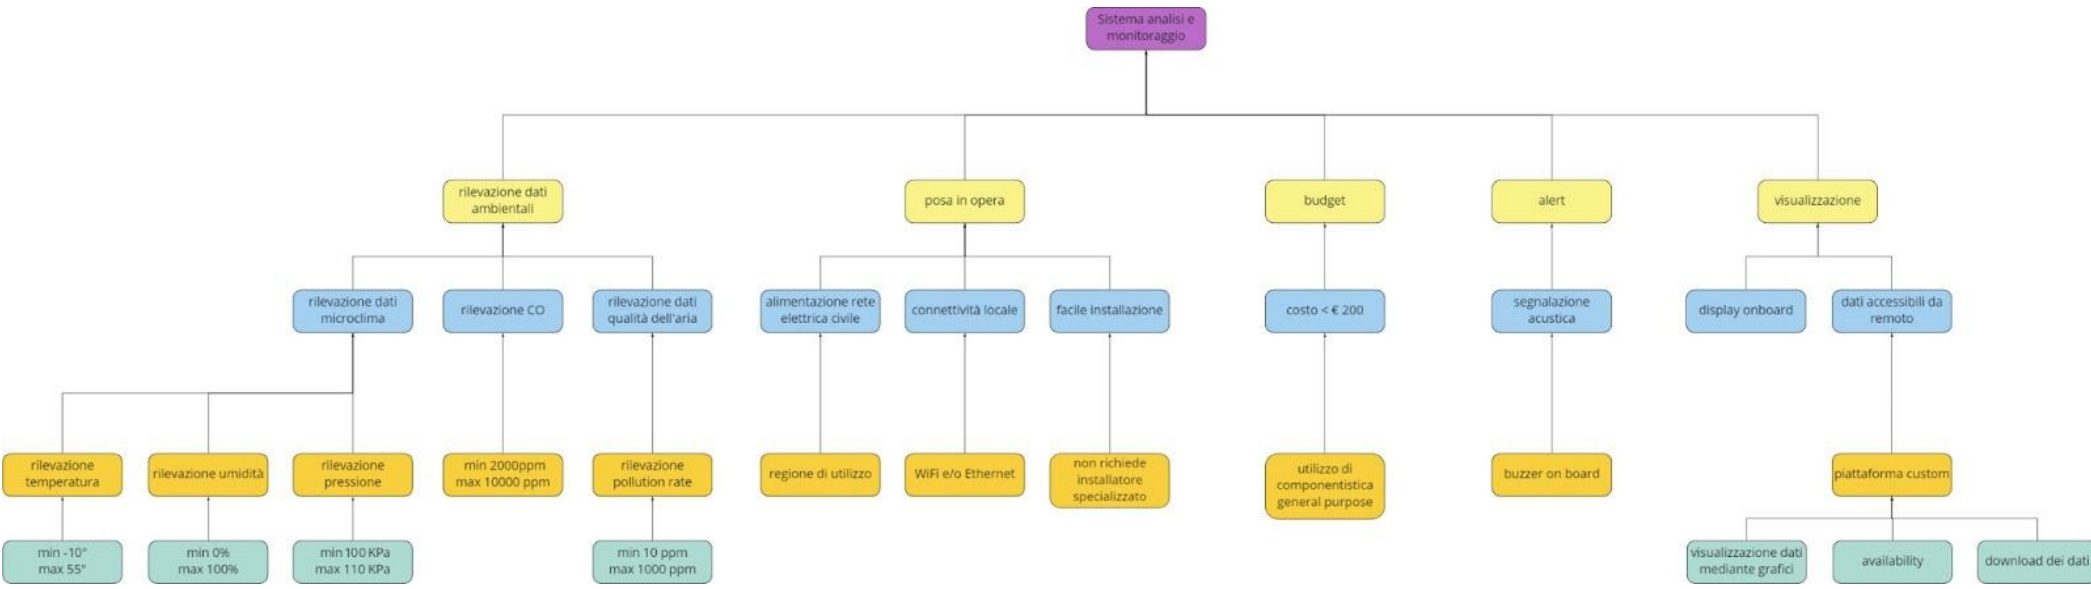 Sistema analisi e
monitoraggio
rilevazione dati
ambientali
posa in opera
budget
alert
visualizzazione
rilevazione dati
microclima
rilevazione CO
rilevazione dati
qualità dell'aria
alimentazione rete
elettrica civile
connettività locale
facile installazione
costo < € 200
segnalazione
acustica
display onboard
dati accessibili da
remoto
rilevazione
temperatura
rilevazione umidità
rilevazione
pressione
min 2000ppm
max 10000 ppm
rilevazione
pollution rate
regione di utilizzo
WiFi e/o Ethernet
non richiede
installatore
specializzato
utilizzo di
componentistica
general purpose
buzzer on board
piattaforma custom
min -10°
max 55°
min 0%
max 100%
min 100 KPa
max 110 KPa
min 10 ppm
max 1000 ppm
visualizzazione dati
mediante grafici
availability
download dei dati